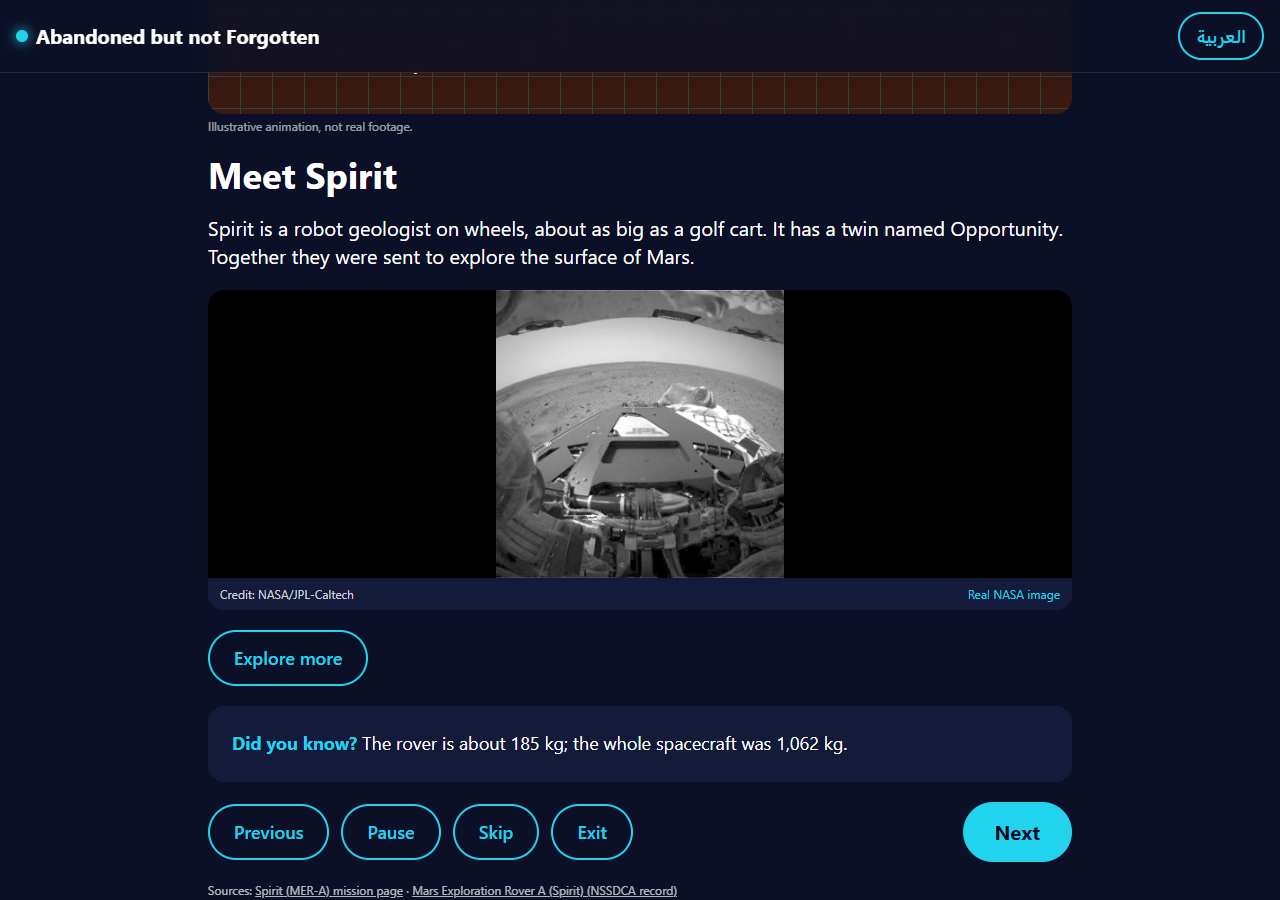 Abandoned but not Forgotten
العربية
Illustrative animation, not real footage.
Meet Spirit
Spirit is a robot geologist on wheels, about as big as a golf cart. It has a twin named Opportunity.
Together they were sent to explore the surface of Mars.
JPL
Credit: NASA/JPL-Caltech
Real NASA image
Explore more
Did you know? The rover is about 185 kg; the whole spacecraft was 1,062 kg.
Previous
Pause
Skip
Exit
Next
Sources: Spirit (MER-A) mission page · Mars Exploration Rover A (Spirit) (NSSDCA record)